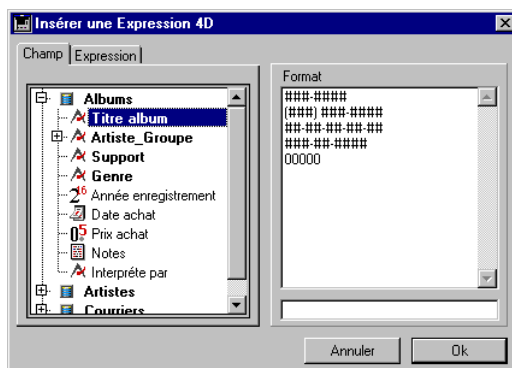 Insérer une Expression 4D
Champ Expression
Albums
Titre album
Artiste_Groupe
Support
Genre
Année enregistrement
Date achat
Prix achat
Notes
Interpréte par
Artistes
Courriers
Format
###-####
(###) ###-####
##-##-##-##-##
###-##-####
00000
Annuler Ok